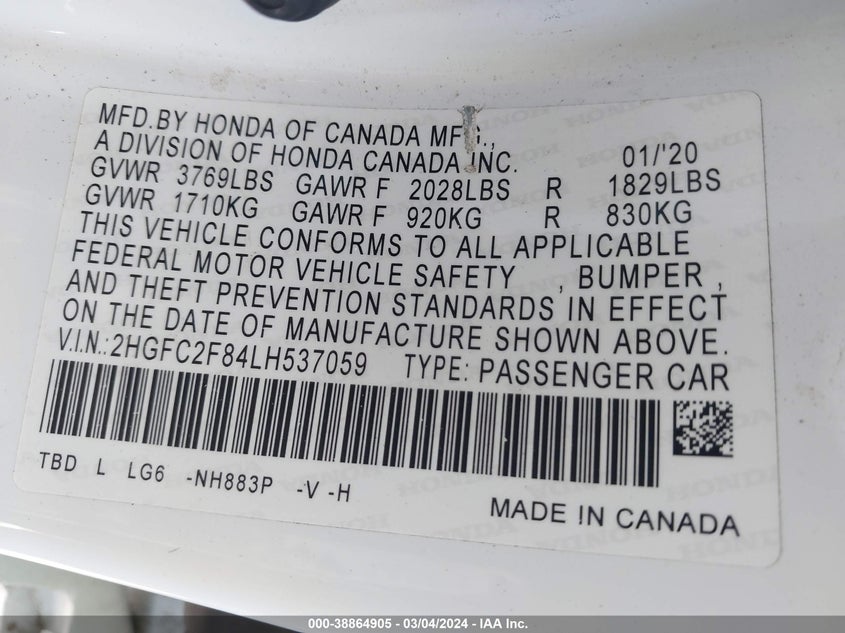 MFD.BY HONDA OF CANADA MFG.,
A DIVISION OF HONDA CANADA INC. 01/'20
GVWR 3769LBS GAWR F 2028LBS R 1829LBS
GVWR 1710KG GAWR F 920KG R 830KG
THIS VEHICLE CONFORMS TO ALL APPLICABLE
FEDERAL MOTOR VEHICLE SAFETY , BUMPER ,
AND THEFT PREVENTION STANDARDS IN EFFECT
ON THE DATE OF MANUFACTURE SHOWN ABOVE.
V.I.N.: 2HGFC2F84LH537059 TYPE: PASSENGER CAR
TBD L LG6 -NH883P -V -H
MADE IN CANADA
000-38864905 - 03/04/2024 - IAA Inc.